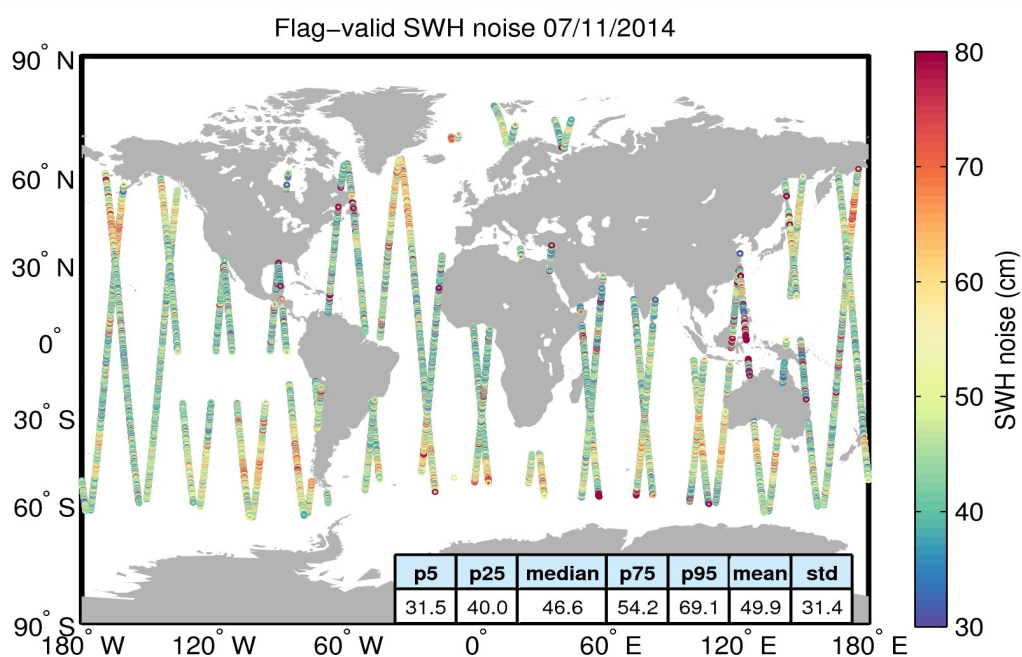 Flag−valid SWH noise 07/11/2014
90° N
60° N
30° N
0°
30° S
60° S
90° S
180° W
120° W
60° W
0°
60° E
120° E
180° E
80
70
60
50
40
30
SWH noise (cm)
p5 p25 median p75 p95 mean std
31.5 40.0 46.6 54.2 69.1 49.9 31.4